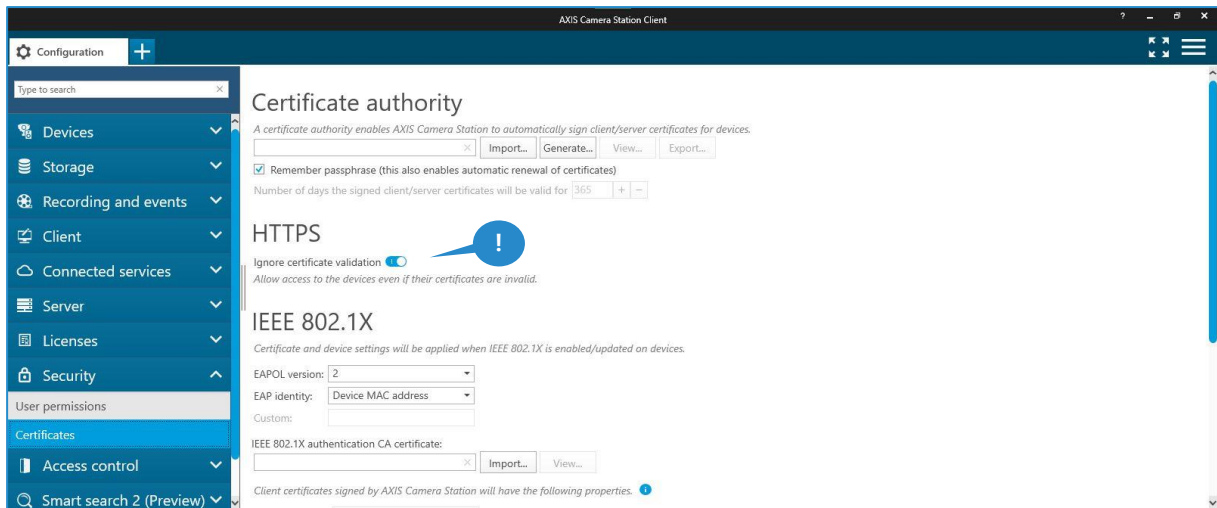 AXIS Camera Station Client
?
Configuration
Type to search
Devices
Storage
Recording and events
Client
Connected services
Server
Licenses
Security
User permissions
Certificates
Access control
Smart search 2 (Preview)
Certificate authority
A certificate authority enables AXIS Camera Station to automatically sign client/server certificates for devices.
Import... Generate... View... Export...
Remember passphrase (this also enables automatic renewal of certificates)
Number of days the signed client/server certificates will be valid for 365 + -
HTTPS
!
Ignore certificate validation
Allow access to the devices even if their certificates are invalid.
IEEE 802.1X
Certificate and device settings will be applied when IEEE 802.1X is enabled/updated on devices.
EAPOL version: 2
EAP identity: Device MAC address
Custom:
IEEE 802.1X authentication CA certificate:
Import... View...
Client certificates signed by AXIS Camera Station will have the following properties.